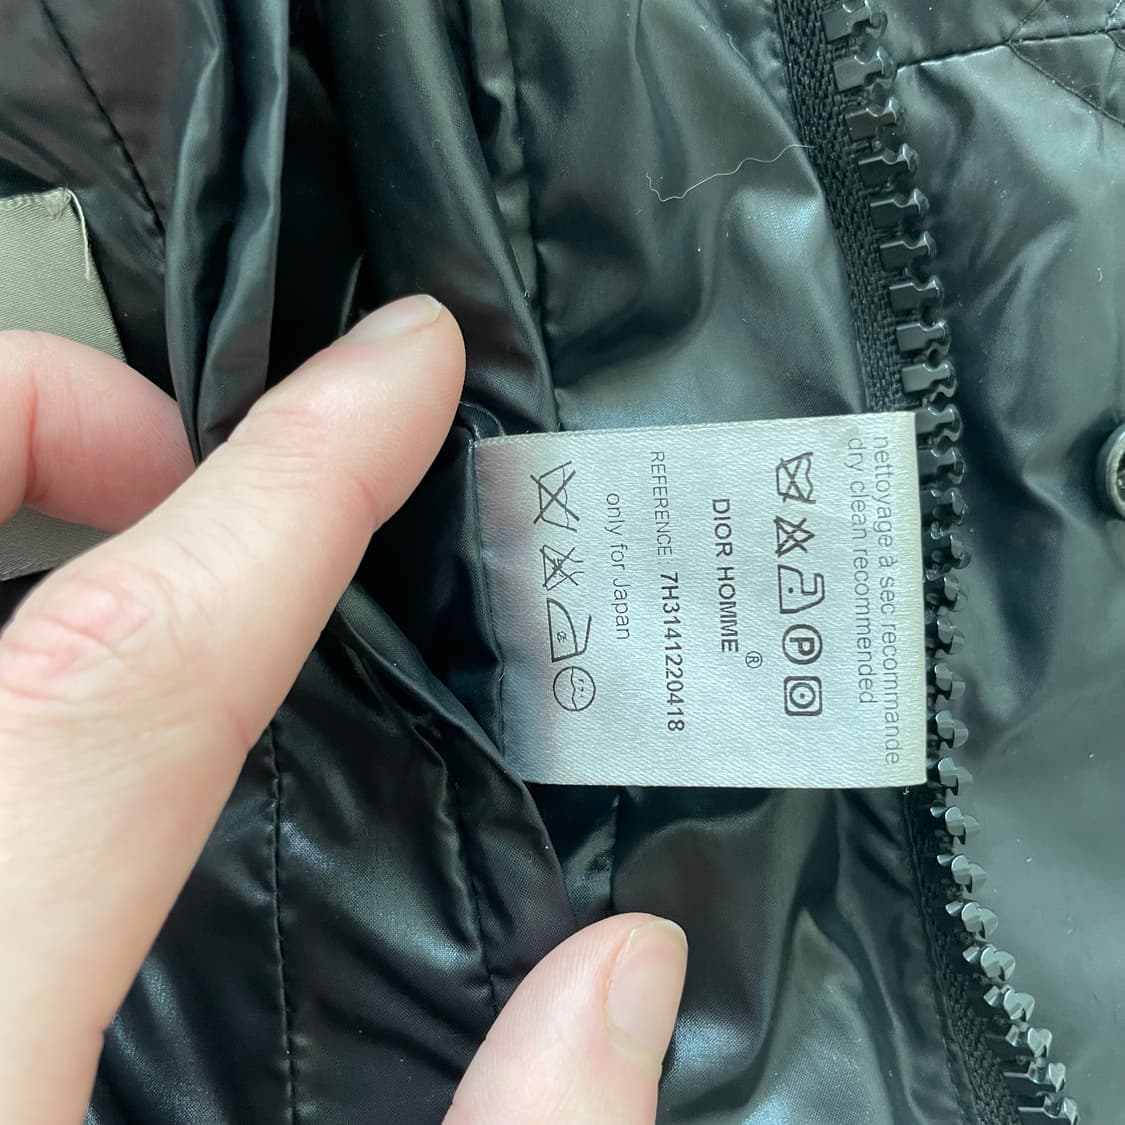 nettoyage à sec recommande
dry clean recommended
P
DIOR HOMME ®
REFERENCE : 7H3141220418
only for Japan